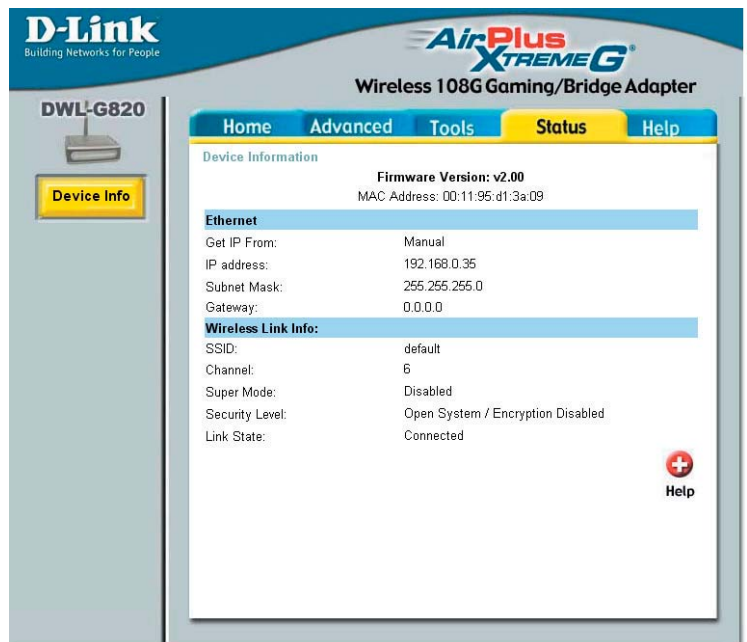 D-Link
Building Networks for People
AirPlus
XTREME G
Wireless 108G Gaming/Bridge Adapter
DWL-G820
Home Advanced Tools Status Help
Device Info
Device Information
Firmware Version: v2.00
MAC Address: 00:11:95:d1:3a:09
Ethernet
Get IP From: Manual
IP address: 192.168.0.35
Subnet Mask: 255.255.255.0
Gateway: 0.0.0.0
Wireless Link Info:
SSID: default
Channel: 6
Super Mode: Disabled
Security Level: Open System / Encryption Disabled
Link State: Connected
Help